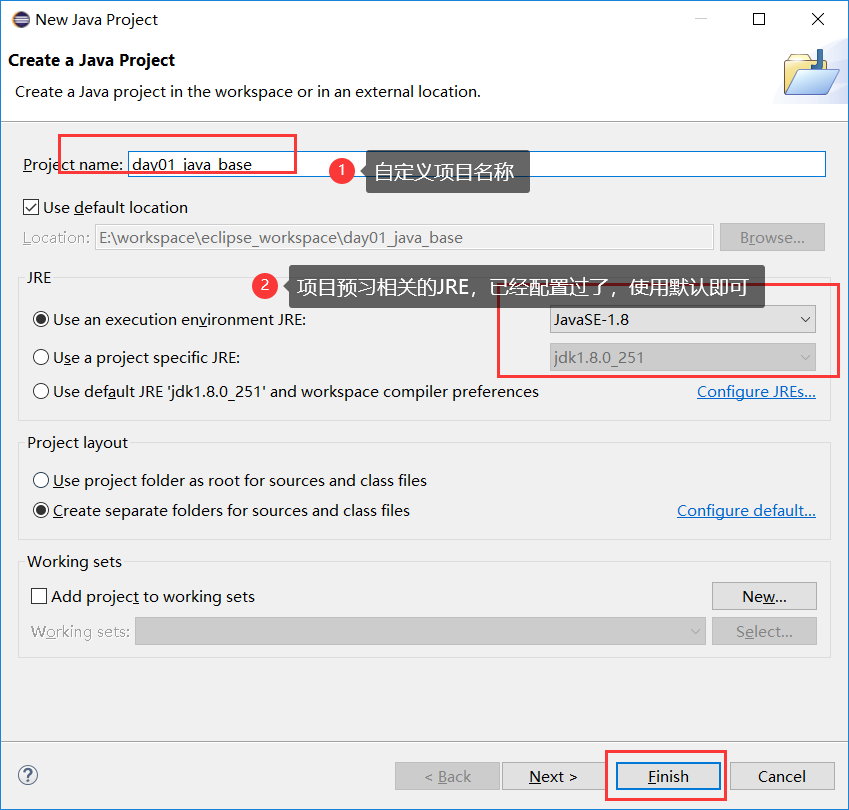 New Java Project
Create a Java Project
Create a Java project in the workspace or in an external location.
Project name: day01_java_base
1 自定义项目名称
Use default location
Location: E:\workspace\eclipse_workspace\day01_java_base Browse...
JRE
2 项目预习相关的JRE，已经配置过了，使用默认即可
Use an execution environment JRE: JavaSE-1.8
Use a project specific JRE: jdk1.8.0_251
Use default JRE 'jdk1.8.0_251' and workspace compiler preferences Configure JREs...
Project layout
Use project folder as root for sources and class files
Create separate folders for sources and class files Configure default...
Working sets
Add project to working sets New...
Working sets: Select...
? < Back Next > Finish Cancel